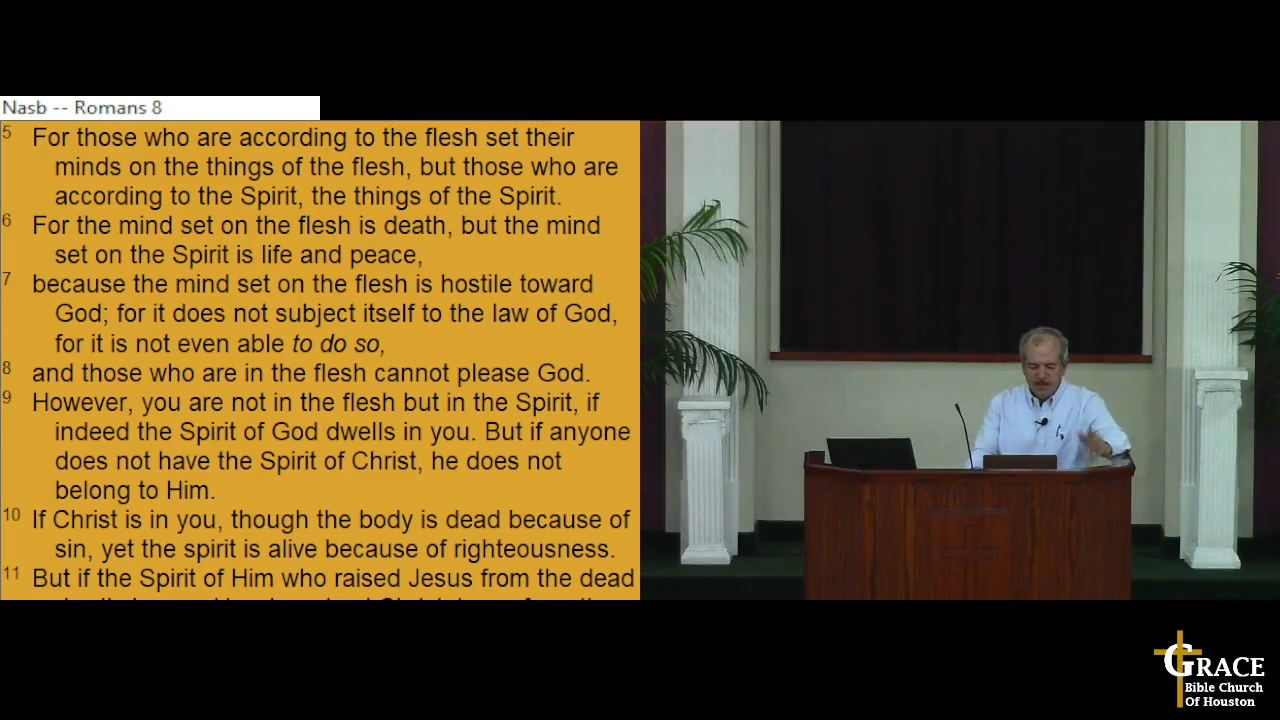 Nasb -- Romans 8
5 For those who are according to the flesh set their
minds on the things of the flesh, but those who are
according to the Spirit, the things of the Spirit.
6 For the mind set on the flesh is death, but the mind
set on the Spirit is life and peace,
7 because the mind set on the flesh is hostile toward
God; for it does not subject itself to the law of God,
for it is not even able to do so,
8 and those who are in the flesh cannot please God.
9 However, you are not in the flesh but in the Spirit, if
indeed the Spirit of God dwells in you. But if anyone
does not have the Spirit of Christ, he does not
belong to Him.
10 If Christ is in you, though the body is dead because of
sin, yet the spirit is alive because of righteousness.
11 But if the Spirit of Him who raised Jesus from the dead
GRACE
Bible Church
Of Houston